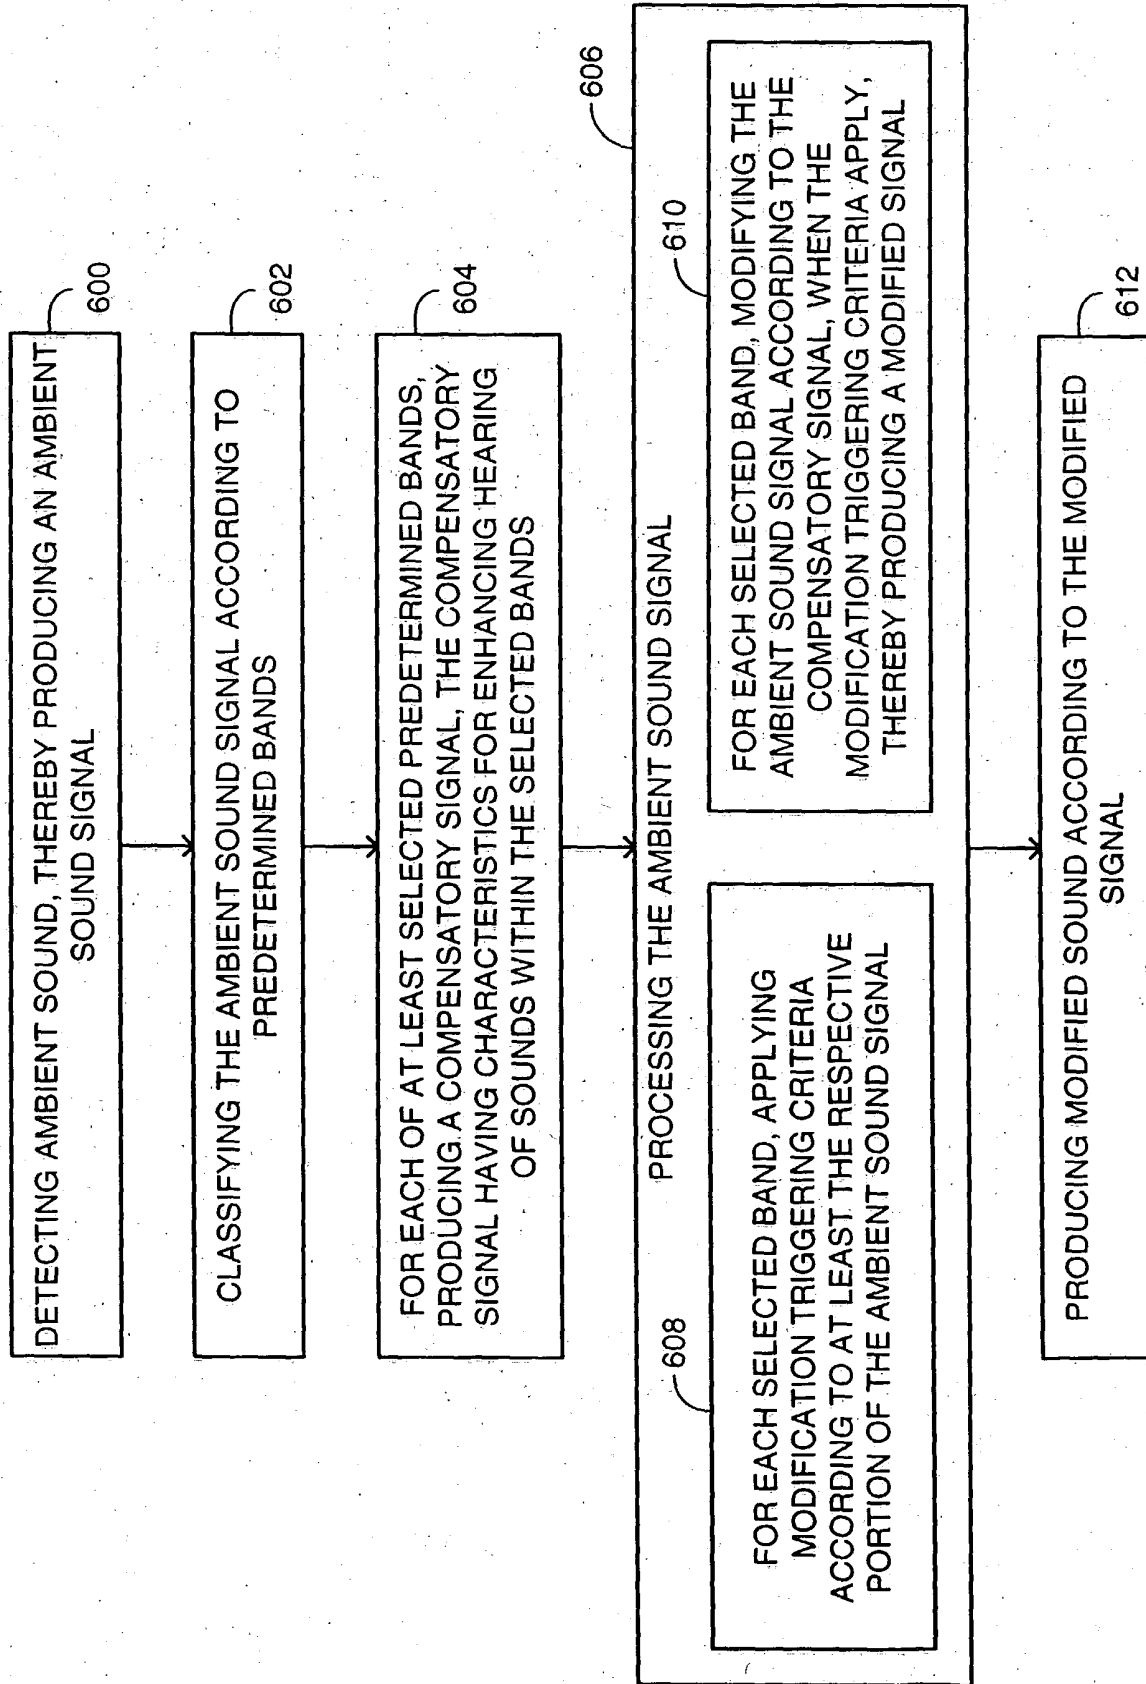 DETECTING AMBIENT SOUND, THEREBY PRODUCING AN AMBIENT
SOUND SIGNAL
600
CLASSIFYING THE AMBIENT SOUND SIGNAL ACCORDING TO
PREDETERMINED BANDS
602
FOR EACH OF AT LEAST SELECTED PREDETERMINED BANDS,
PRODUCING A COMPENSATORY SIGNAL, THE COMPENSATORY
SIGNAL HAVING CHARACTERISTICS FOR ENHANCING HEARING
OF SOUNDS WITHIN THE SELECTED BANDS
604
PROCESSING THE AMBIENT SOUND SIGNAL
606
608
FOR EACH SELECTED BAND, APPLYING
MODIFICATION TRIGGERING CRITERIA
ACCORDING TO AT LEAST THE RESPECTIVE
PORTION OF THE AMBIENT SOUND SIGNAL
610
FOR EACH SELECTED BAND, MODIFYING THE
AMBIENT SOUND SIGNAL ACCORDING TO THE
COMPENSATORY SIGNAL, WHEN THE
MODIFICATION TRIGGERING CRITERIA APPLY,
THEREBY PRODUCING A MODIFIED SIGNAL
PRODUCING MODIFIED SOUND ACCORDING TO THE MODIFIED
SIGNAL
612